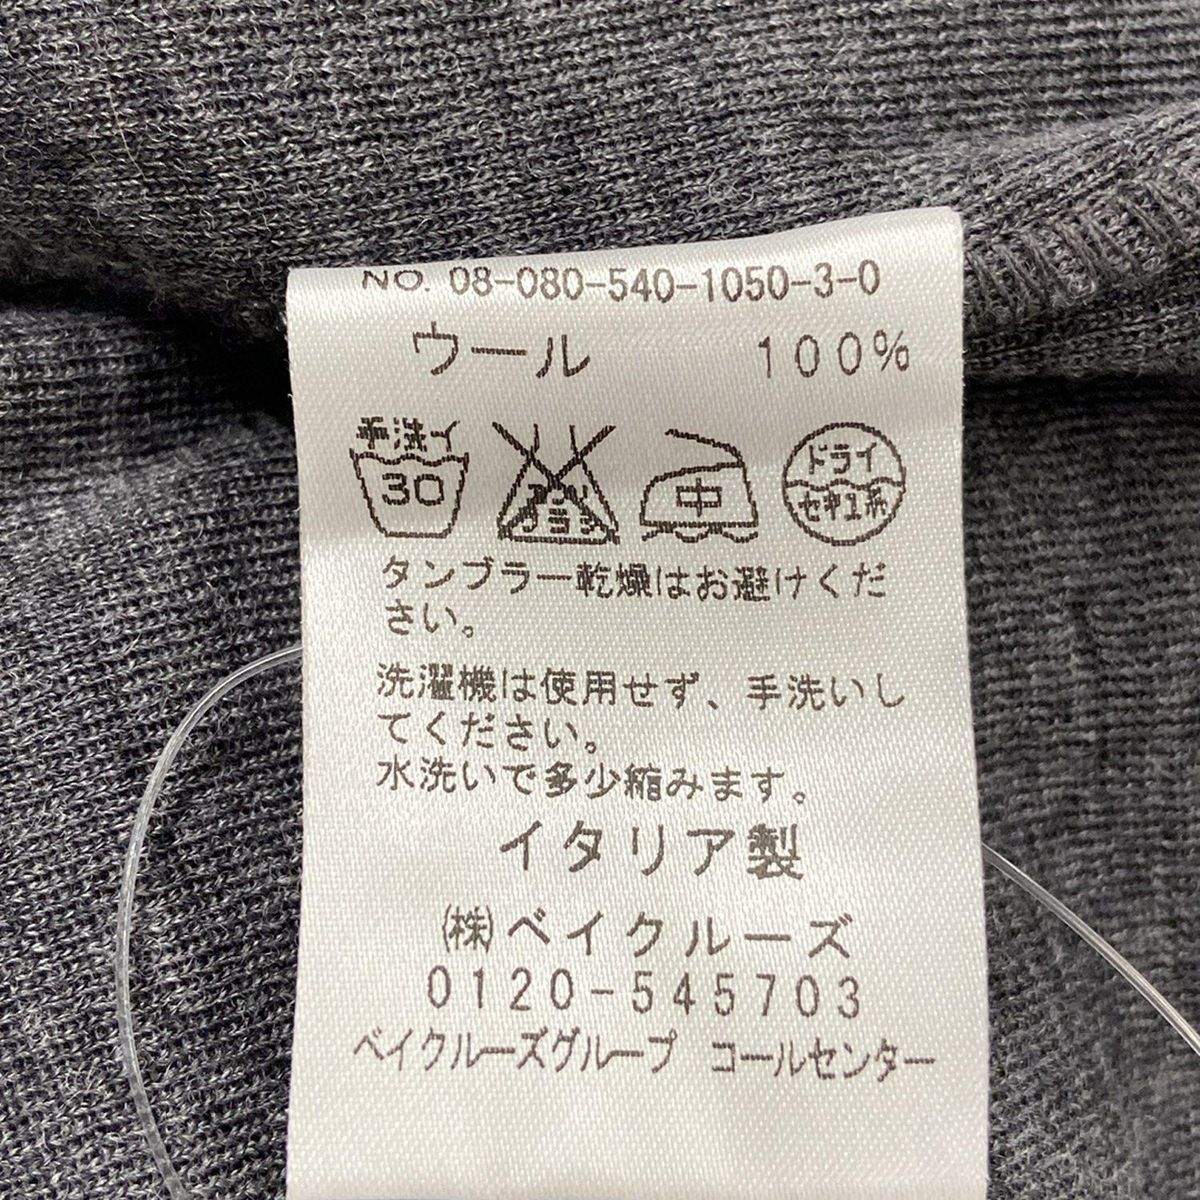 NO. 08-080-540-1050-3-0
ウール 100%
手洗イ
30
中
ドライ
セキユ系
タンブラー乾燥はお避けくだ
さい。
洗濯機は使用せず、手洗いし
てください。
水洗いで多少縮みます。
イタリア製
(株)ベイクルーズ
0120-545703
ベイクルーズグループ コールセンター